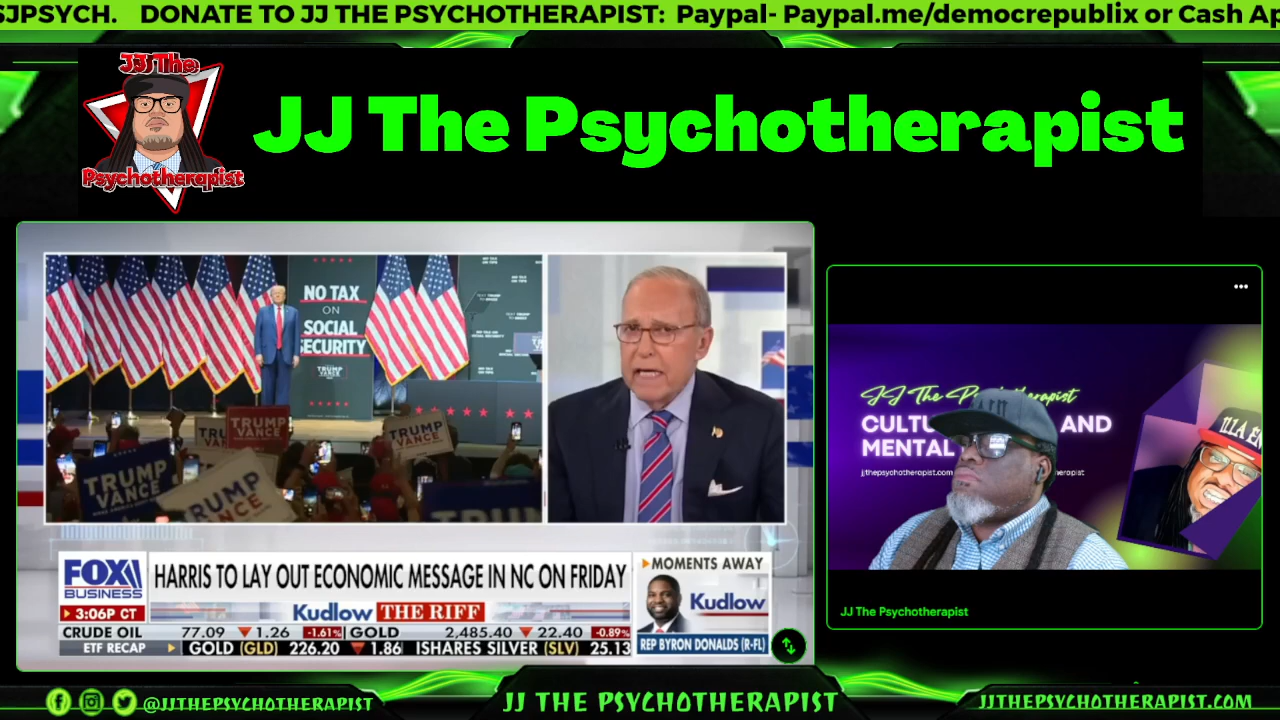 SJPSYCH. DONATE TO JJ THE PSYCHOTHERAPIST: Paypal- Paypal.me/democrepublix or Cash Ap
JJ The
Psychotherapist
JJ The Psychotherapist
NO TAX
ON
SOCIAL
SECURITY
TRUMP
VANCE
TRUMP
VANCE
TRUMP
VANCE
TRUMP
VANCE
FOX
BUSINESS
3:06P CT
HARRIS TO LAY OUT ECONOMIC MESSAGE IN NC ON FRIDAY
Kudlow THE RIFF
CRUDE OIL 77.09 ▼ 1.26 -1.61% GOLD 2,485.40 ▼ 22.40 -0.89%
ETF RECAP GOLD (GLD) 226.20 ▼ 1.86 ISHARES SILVER (SLV) 25.13
MOMENTS AWAY
Kudlow
REP BYRON DONALDS (R-FL)
JJ The
AND
MENTAL
jjthepsychotherapist.com
JJ The Psychotherapist
@JJTHEPSYCHOTHERAPIST
JJ THE PSYCHOTHERAPIST
JJTHEPSYCHOTHERAPIST.COM